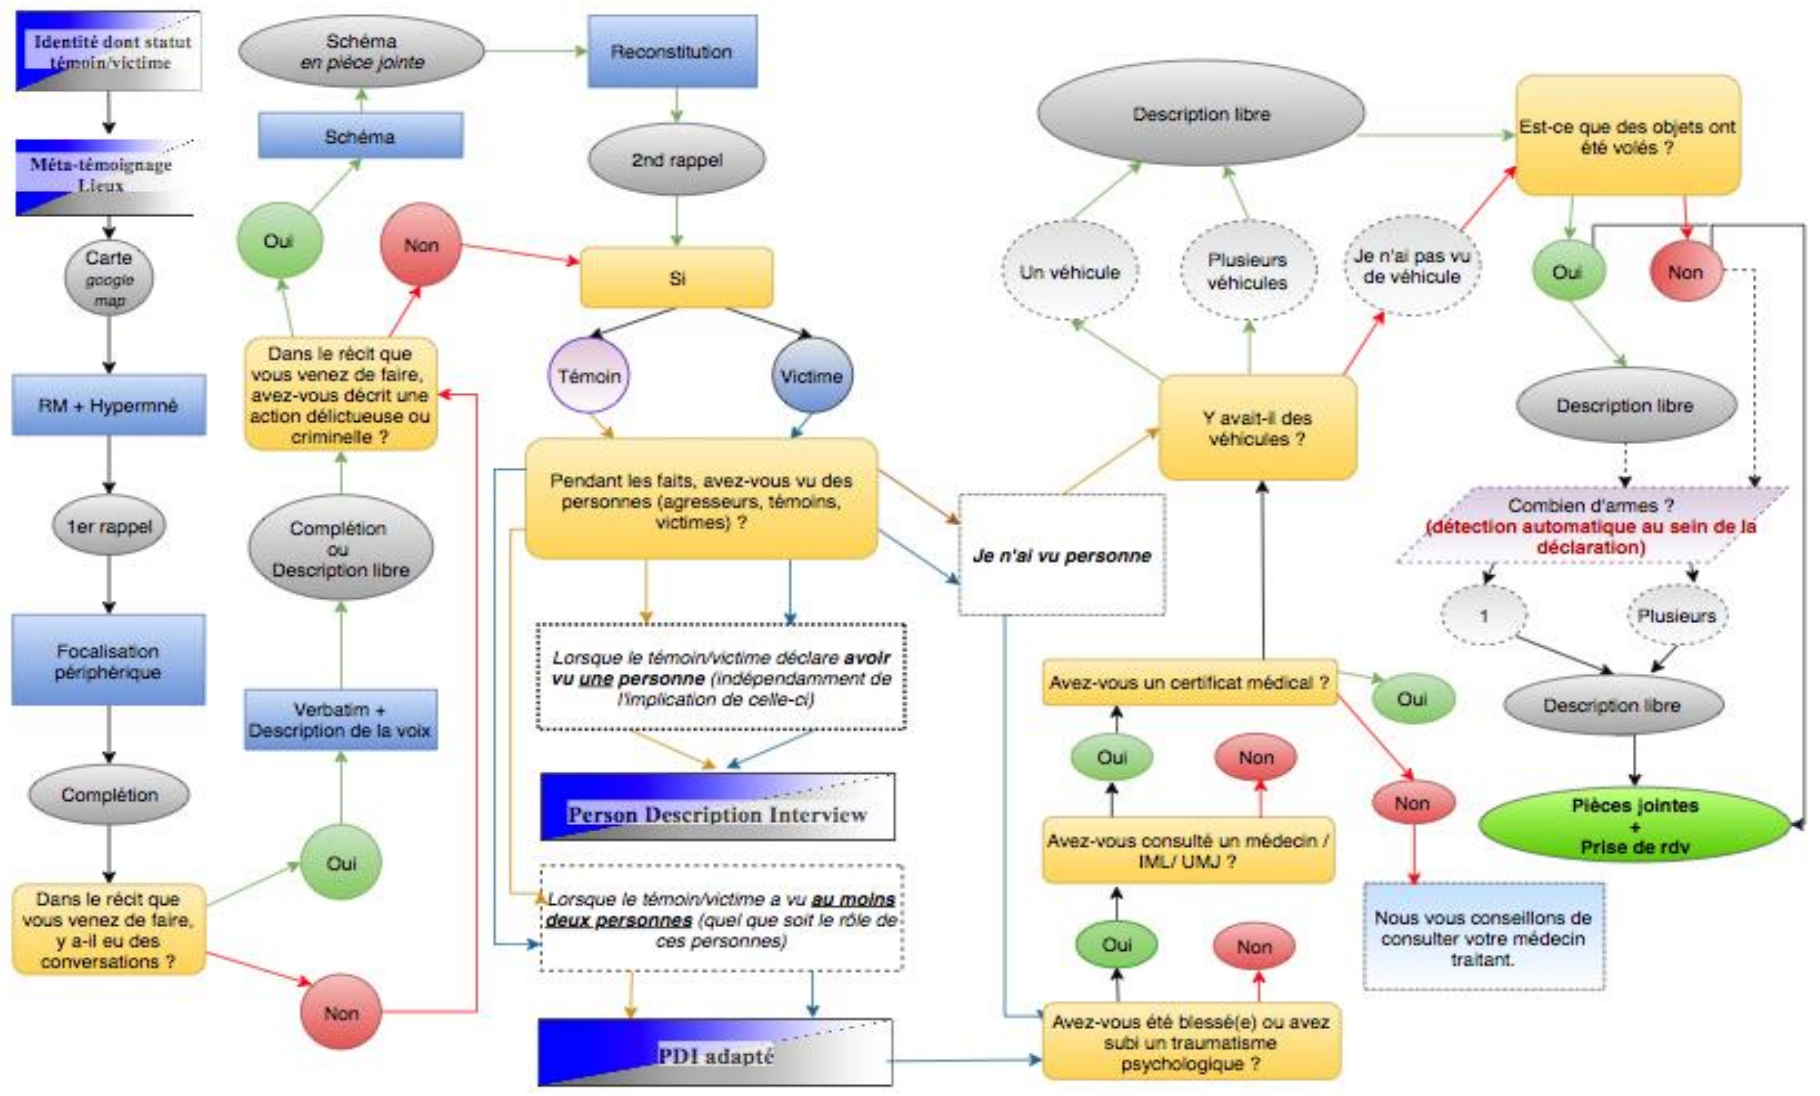 Identité dont statut
témoin/victime
Méta-témoignage
Lieux
Carte
google
map
RM + Hypermné
1er rappel
Focalisation
périphérique
Complétion
Dans le récit que
vous venez de faire,
y a-il eu des
conversations ?
Oui
Non
Verbatim +
Description de la voix
Complétion
ou
Description libre
Dans le récit que
vous venez de faire,
avez-vous décrit une
action délictueuse ou
criminelle ?
Oui
Non
Schéma
Schéma
en pièce jointe
Reconstitution
2nd rappel
Si
Témoin
Victime
Pendant les faits, avez-vous vu des
personnes (agresseurs, témoins,
victimes) ?
Je n'ai vu personne
Lorsque le témoin/victime déclare avoir
vu une personne (indépendamment de
l'implication de celle-ci)
Person Description Interview
Lorsque le témoin/victime a vu au moins
deux personnes (quel que soit le rôle de
ces personnes)
PDI adapté
Avez-vous été blessé(e) ou avez
subi un traumatisme
psychologique ?
Oui
Non
Avez-vous consulté un médecin /
IML/ UMJ ?
Oui
Non
Avez-vous un certificat médical ?
Oui
Non
Nous vous conseillons de
consulter votre médecin
traitant.
Y avait-il des
véhicules ?
Un véhicule
Plusieurs
véhicules
Je n'ai pas vu
de véhicule
Description libre
Est-ce que des objets ont
été volés ?
Oui
Non
Description libre
Combien d'armes ?
(détection automatique au sein de la
déclaration)
1
Plusieurs
Description libre
Pièces jointes
+
Prise de rdv